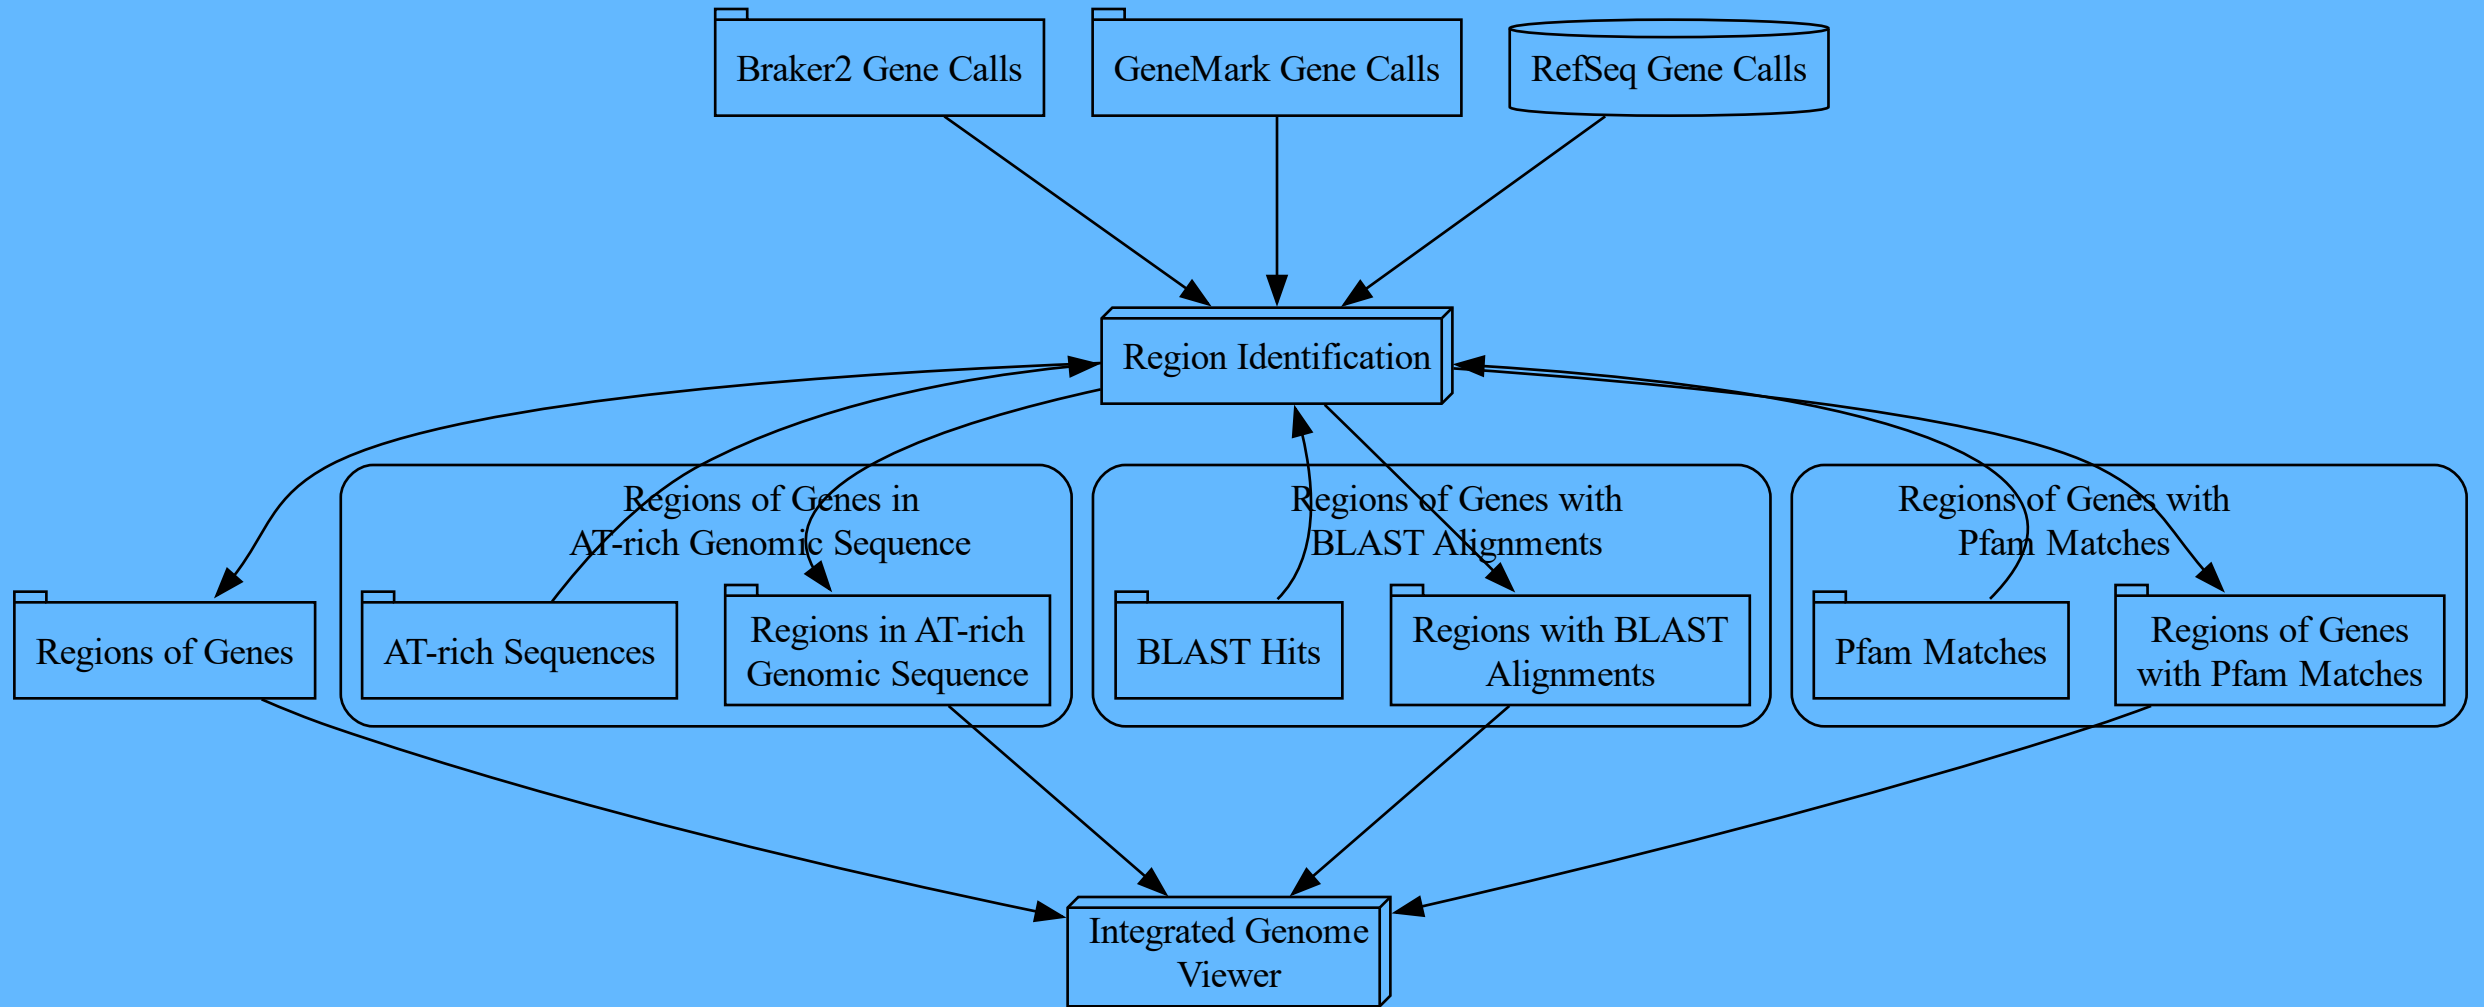 Braker2 Gene Calls
GeneMark Gene Calls
RefSeq Gene Calls
Region Identification
Regions of Genes in
AT-rich Genomic Sequence
Regions of Genes with
BLAST Alignments
Regions of Genes with
Pfam Matches
Regions of Genes
AT-rich Sequences
Regions in AT-rich
Genomic Sequence
BLAST Hits
Regions with BLAST
Alignments
Pfam Matches
Regions of Genes
with Pfam Matches
Integrated Genome
Viewer